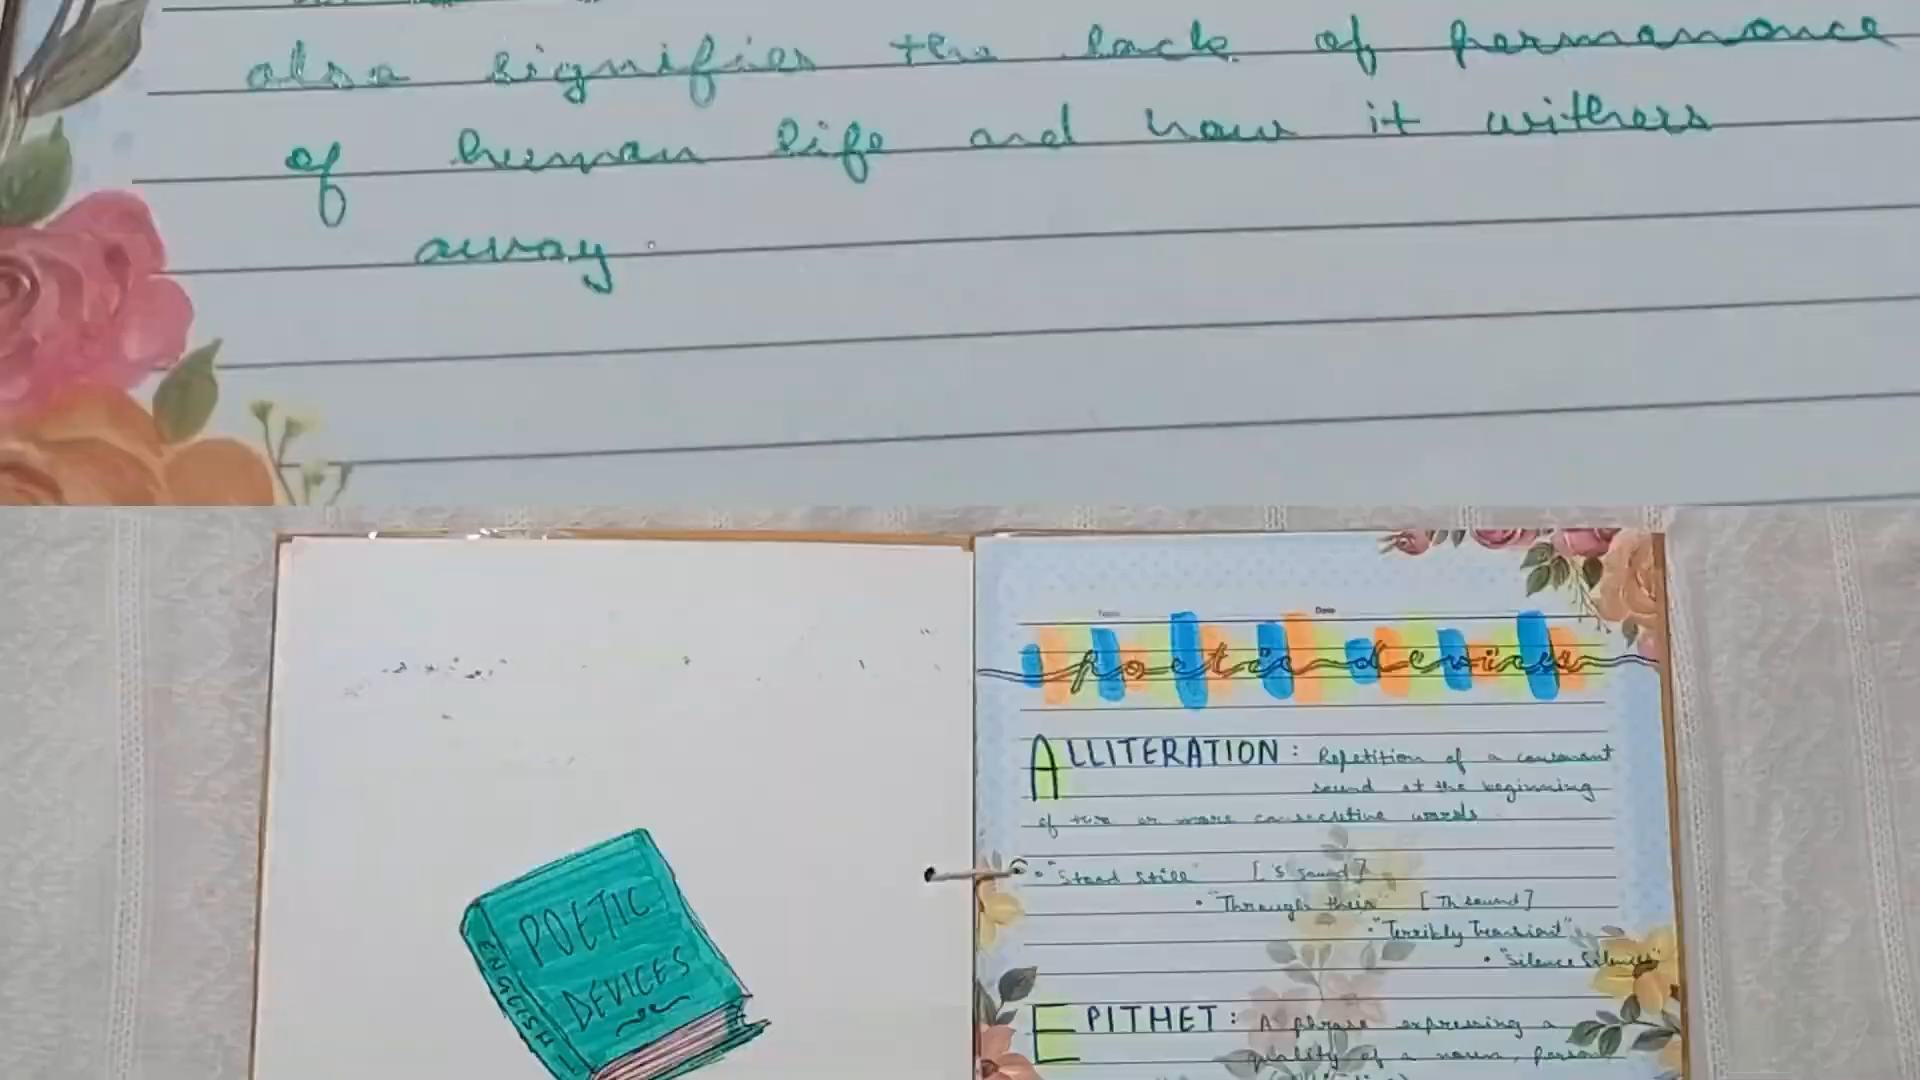 also signifies the lack of permanance
of human life and how it withers
away.
POETIC
DEVICES
ENGLISH
Date
Poetic devices
ALLITERATION : Repetition of a consonant
sound at the beginning
of two or more consecutive words
• "Stand still" ['S' sound]
• "Through their" [Th sound]
• "Terribly Transient"
• "Silence Silences"
EPITHET : A phrase expressing a
quality of a noun, person